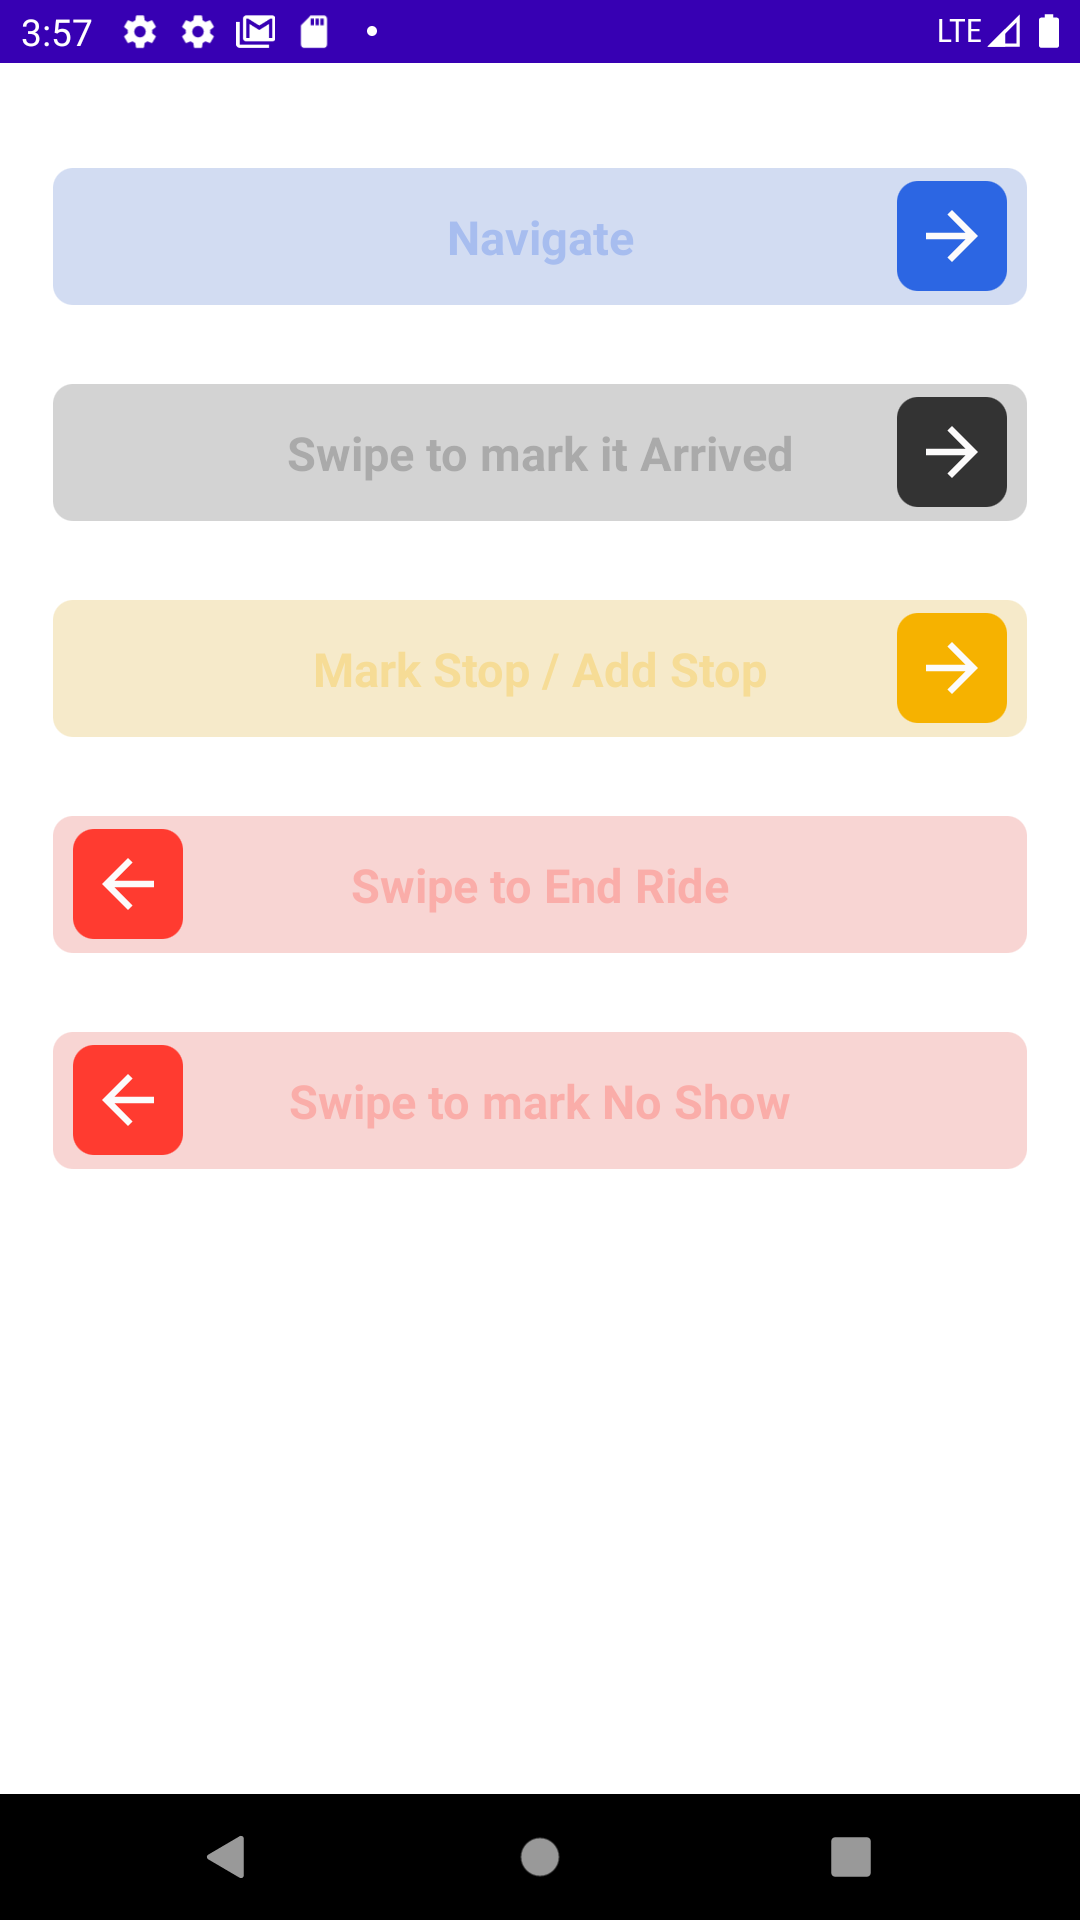 3:57 LTE
Navigate
Swipe to mark it Arrived
Mark Stop / Add Stop
Swipe to End Ride
Swipe to mark No Show